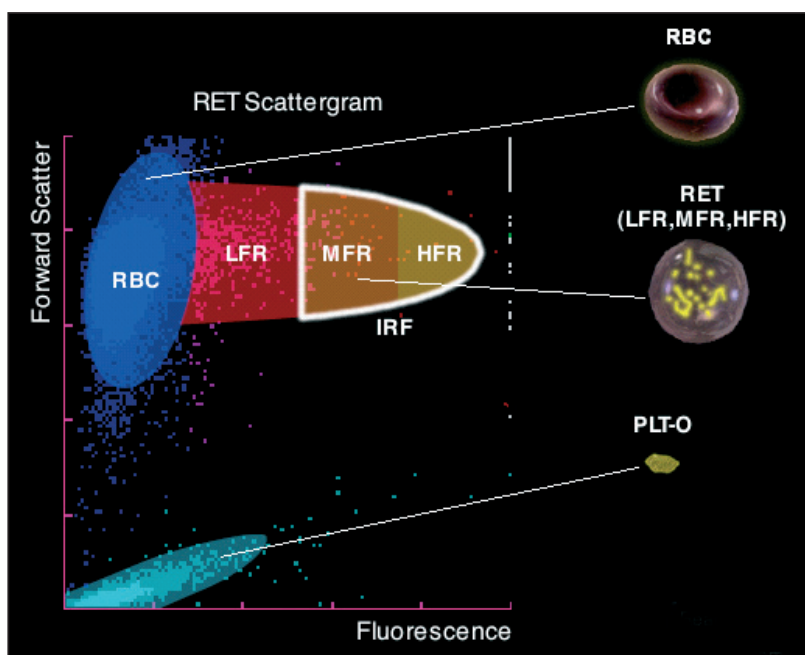 RBC
RET Scattergram
RET
(LFR,MFR,HFR)
Forward Scatter
RBC
LFR
MFR
HFR
IRF
PLT-O
Fluorescence